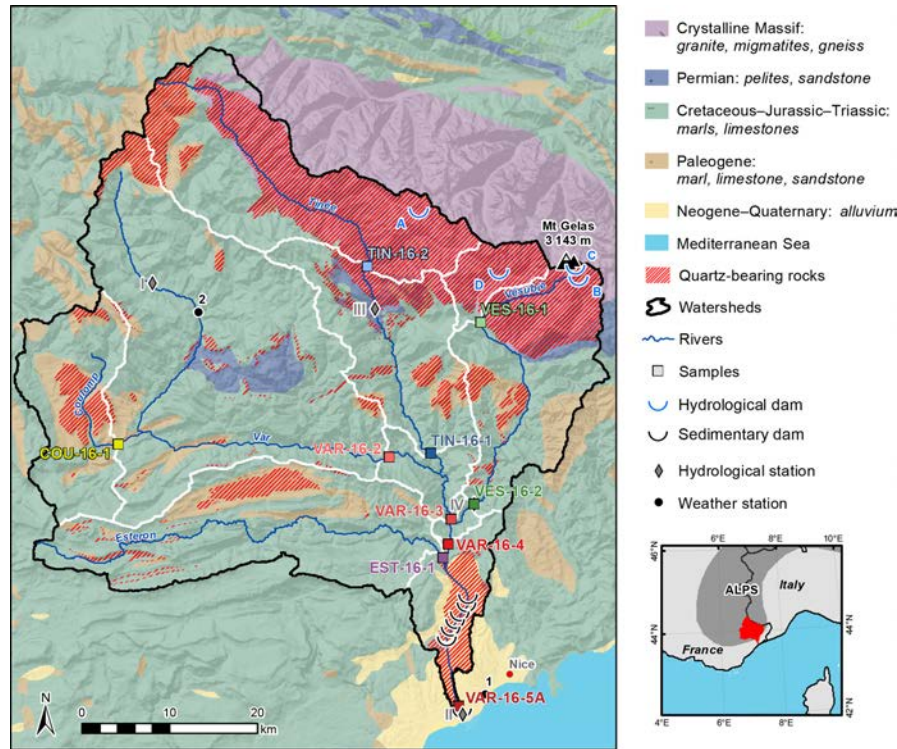 Tinée
A
Mt Gelas
3 143 m
C
TIN-16-2
D
Vésubie
B
I
2
III
VES-16-1
Coulomp
Var
COU-16-1
VAR-16-2
TIN-16-1
VES-16-2
IV
VAR-16-3
Esteron
VAR-16-4
EST-16-1
Nice
1
VAR-16-5A
II
N
0 10 20
km
Crystalline Massif:
granite, migmatites, gneiss
Permian: pelites, sandstone
Cretaceous–Jurassic–Triassic:
marls, limestones
Paleogene:
marl, limestone, sandstone
Neogene–Quaternary: alluvium
Mediterranean Sea
Quartz-bearing rocks
Watersheds
Rivers
Samples
Hydrological dam
Sedimentary dam
Hydrological station
Weather station
6°E 8°E 10°E
46°N
ALPS
Italy
44°N
44°N
France
42°N
4°E 6°E 8°E